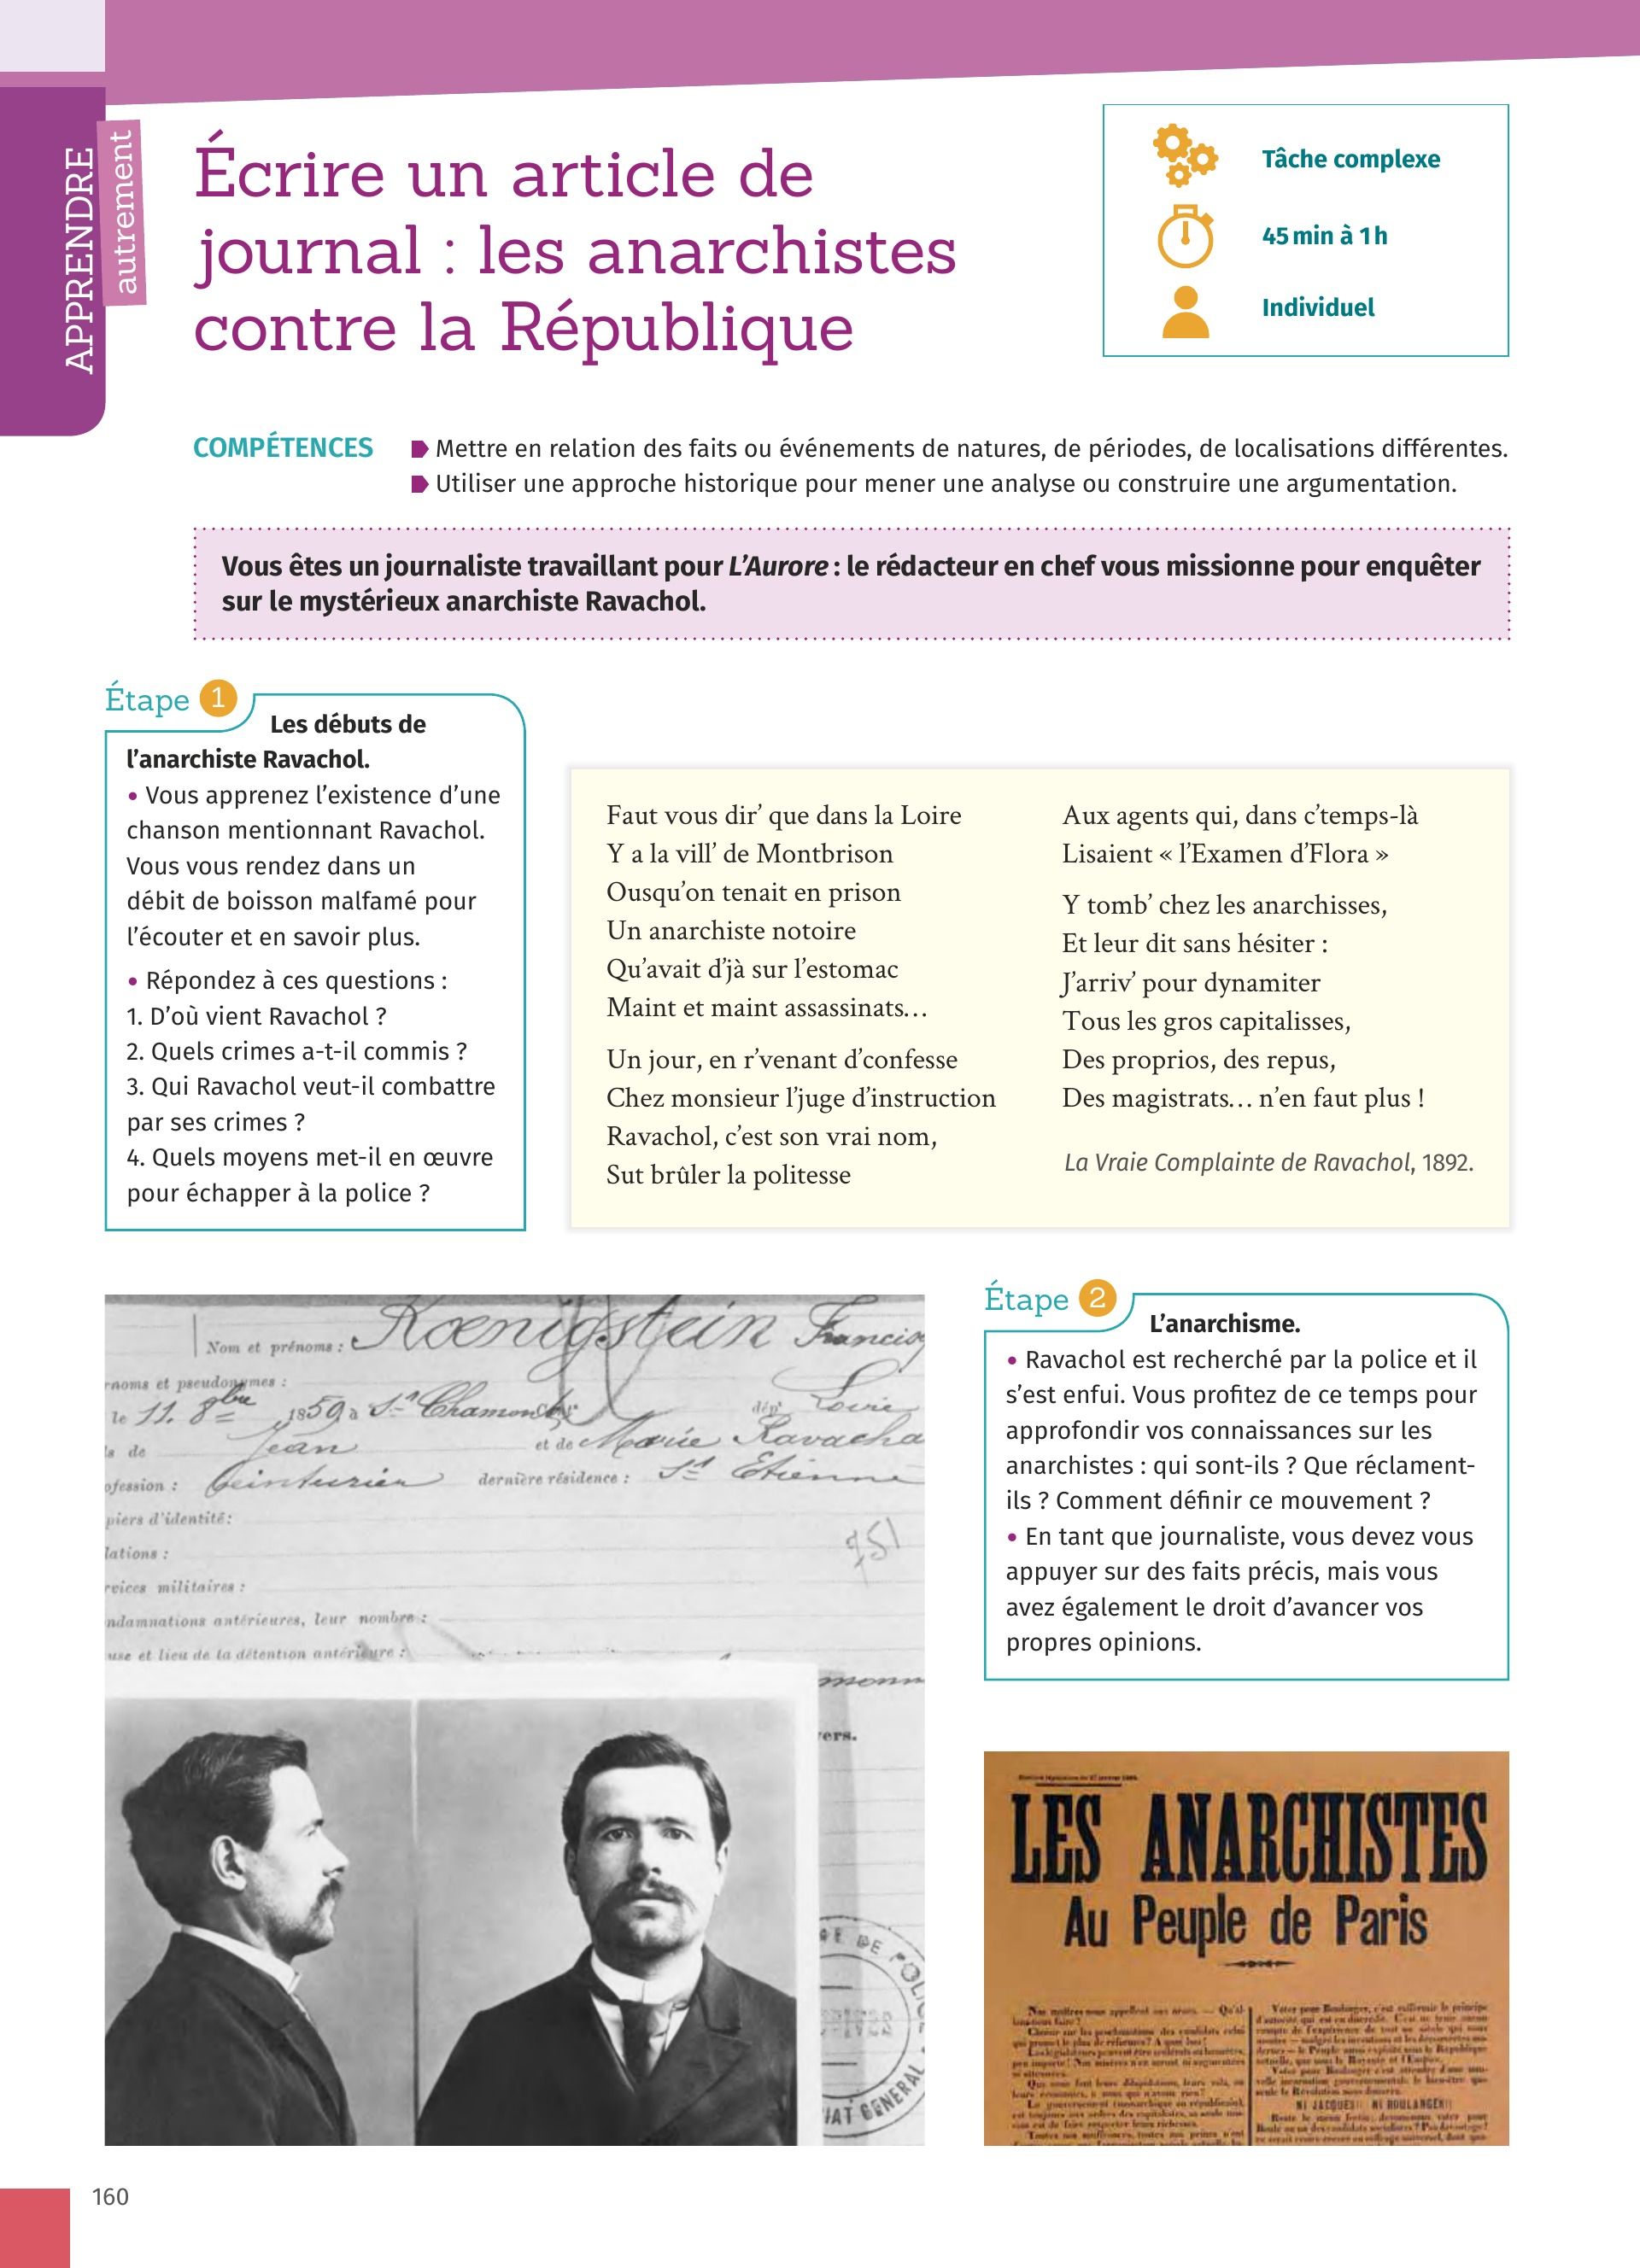 APPRENDRE
autrement
Écrire un article de
journal : les anarchistes
contre la République
Tâche complexe
45 min à 1 h
Individuel
COMPÉTENCES
Mettre en relation des faits ou événements de natures, de périodes, de localisations différentes.
Utiliser une approche historique pour mener une analyse ou construire une argumentation.
Vous êtes un journaliste travaillant pour L’Aurore : le rédacteur en chef vous missionne pour enquêter
sur le mystérieux anarchiste Ravachol.
Étape 1
Les débuts de
l’anarchiste Ravachol.
• Vous apprenez l’existence d’une
chanson mentionnant Ravachol.
Vous vous rendez dans un
débit de boisson malfamé pour
l’écouter et en savoir plus.
• Répondez à ces questions :
1. D’où vient Ravachol ?
2. Quels crimes a-t-il commis ?
3. Qui Ravachol veut-il combattre
par ses crimes ?
4. Quels moyens met-il en œuvre
pour échapper à la police ?
Faut vous dir’ que dans la Loire
Y a la vill’ de Montbrison
Ousqu’on tenait en prison
Un anarchiste notoire
Qu’avait d’jà sur l’estomac
Maint et maint assassinats…
Un jour, en r’venant d’confesse
Chez monsieur l’juge d’instruction
Ravachol, c’est son vrai nom,
Sut brûler la politesse
Aux agents qui, dans c’temps-là
Lisaient « l’Examen d’Flora »
Y tomb’ chez les anarchisses,
Et leur dit sans hésiter :
J’arriv’ pour dynamiter
Tous les gros capitalisses,
Des proprios, des repus,
Des magistrats… n’en faut plus !
La Vraie Complainte de Ravachol, 1892.
Nom et prénoms : Kœnigstein Francis
rnoms et pseudonymes :
le 11. 8bre 1859 à St Chamond dépt Loire
de Jean et de Marie Ravacha
ofession : teinturier dernière résidence : St Etienne
piers d’identité:
lations :
rvices militaires :
ndamnations antérieures, leur nombre :
use et lieu de la détention antérieure :
751
vers.
DE POLICE
IAT GENERAL
Étape 2
L’anarchisme.
• Ravachol est recherché par la police et il
s’est enfui. Vous profitez de ce temps pour
approfondir vos connaissances sur les
anarchistes : qui sont-ils ? Que réclament-
ils ? Comment définir ce mouvement ?
• En tant que journaliste, vous devez vous
appuyer sur des faits précis, mais vous
avez également le droit d’avancer vos
propres opinions.
LES ANARCHISTES
Au Peuple de Paris
NI JACQUES! NI BOULANGER!
160